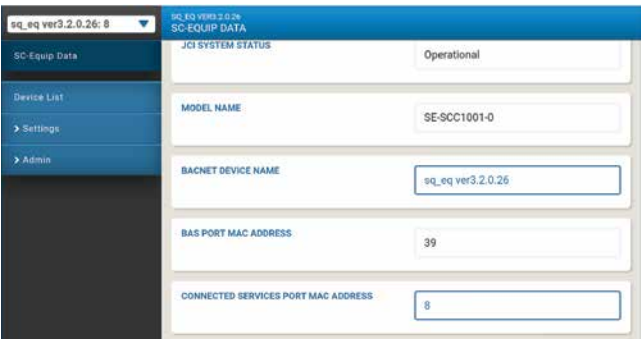 sq_eq ver3.2.0.26: 8
SQ_EQ VER3.2.0.26
SC-EQUIP DATA
SC-Equip Data
Device List
Settings
Admin
JCI SYSTEM STATUS
Operational
MODEL NAME
SE-SCC1001-0
BACNET DEVICE NAME
sq_eq ver3.2.0.26
BAS PORT MAC ADDRESS
39
CONNECTED SERVICES PORT MAC ADDRESS
8